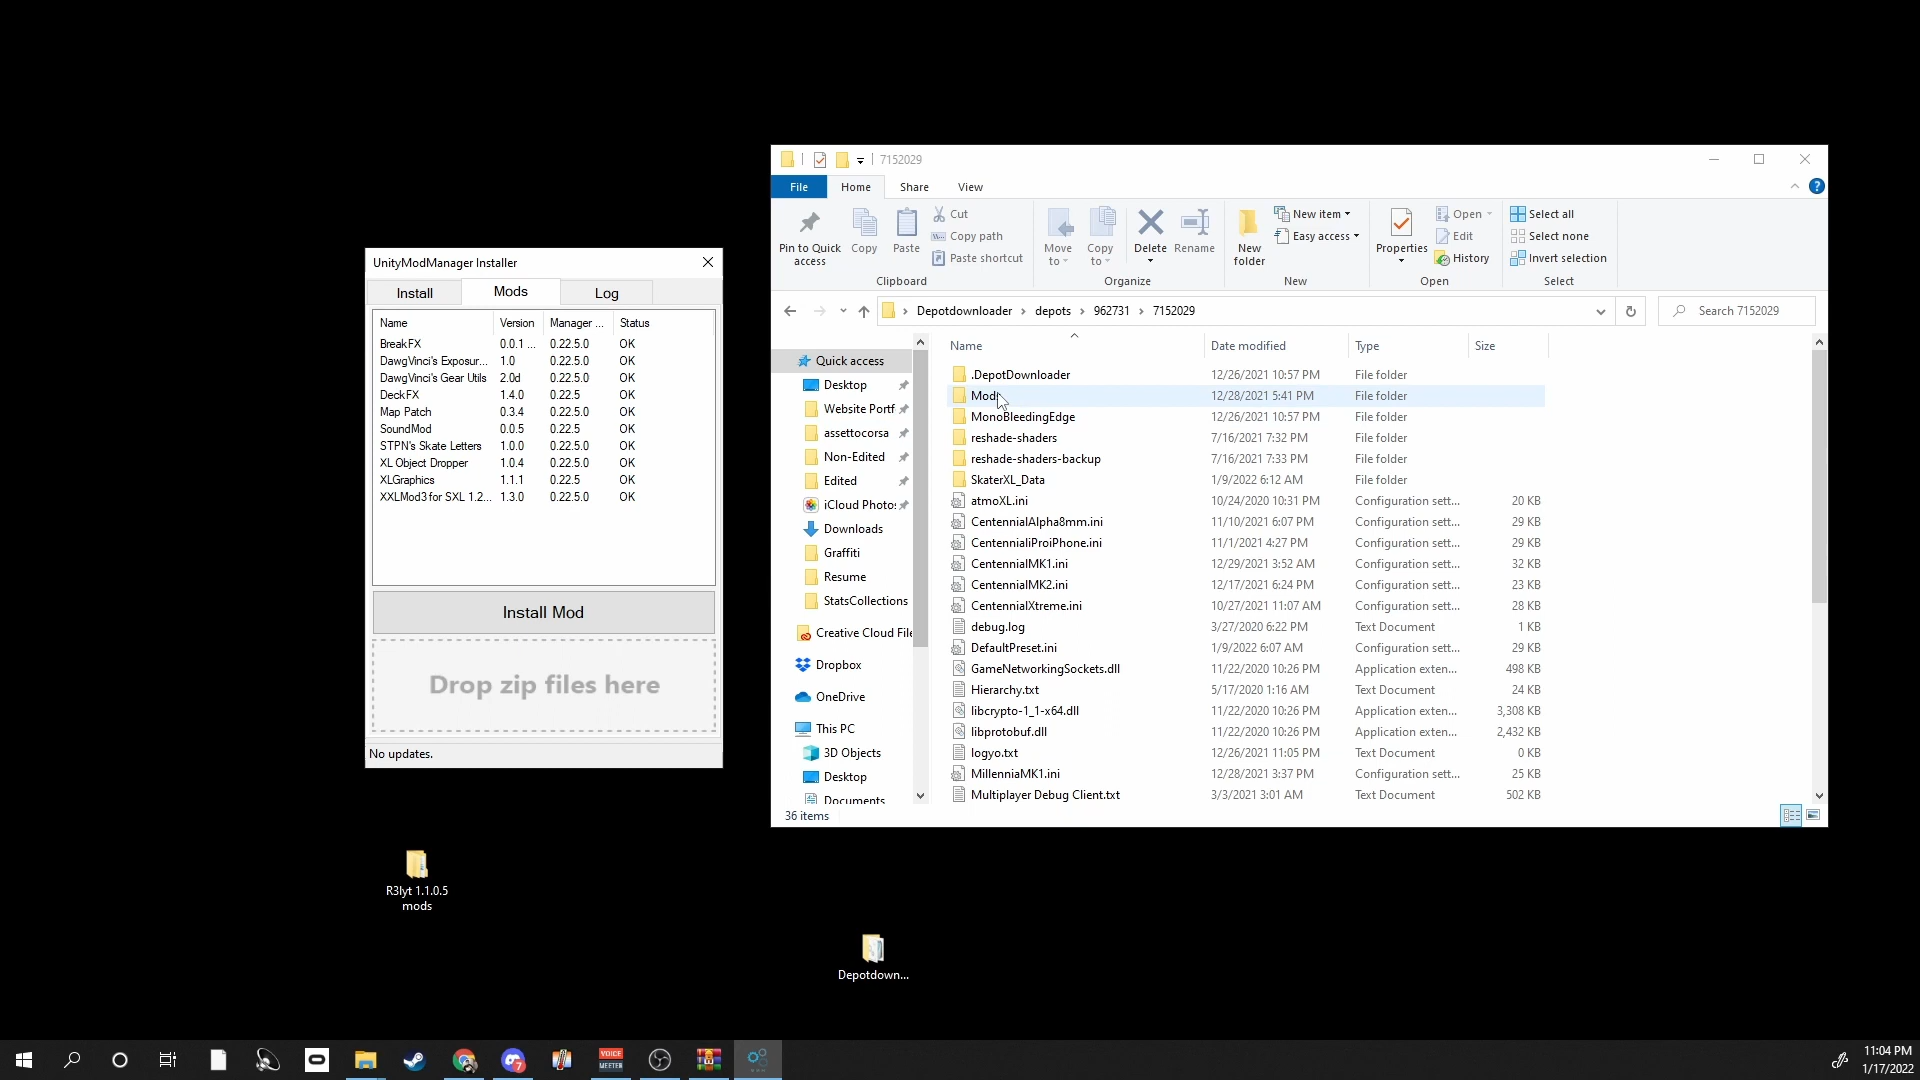 7152029
File
Home
Share
View
Pin to Quick access
Copy
Paste
Cut
Copy path
Paste shortcut
Clipboard
Move to
Copy to
Delete
Rename
Organize
New folder
New item
Easy access
New
Properties
Open
Edit
History
Open
Select all
Select none
Invert selection
Select
Depotdownloader
depots
962731
7152029
Search 7152029
Quick access
Desktop
Website Portf
assettocorsa
Non-Edited
Edited
iCloud Photos
Downloads
Graffiti
Resume
StatsCollections
Creative Cloud File
Dropbox
OneDrive
This PC
3D Objects
Desktop
Documents
Name Date modified Type Size
.DepotDownloader 12/26/2021 10:57 PM File folder
Mods 12/28/2021 5:41 PM File folder
MonoBleedingEdge 12/26/2021 10:57 PM File folder
reshade-shaders 7/16/2021 7:32 PM File folder
reshade-shaders-backup 7/16/2021 7:33 PM File folder
SkaterXL_Data 1/9/2022 6:12 AM File folder
atmoXL.ini 10/24/2020 10:31 PM Configuration sett... 20 KB
CentennialAlpha8mm.ini 11/10/2021 6:07 PM Configuration sett... 29 KB
CentennialiProiPhone.ini 11/1/2021 4:27 PM Configuration sett... 29 KB
CentennialMK1.ini 12/29/2021 3:52 AM Configuration sett... 32 KB
CentennialMK2.ini 12/17/2021 6:24 PM Configuration sett... 23 KB
CentennialXtreme.ini 10/27/2021 11:07 AM Configuration sett... 28 KB
debug.log 3/27/2020 6:22 PM Text Document 1 KB
DefaultPreset.ini 1/9/2022 6:07 AM Configuration sett... 29 KB
GameNetworkingSockets.dll 11/22/2020 10:26 PM Application exten... 498 KB
Hierarchy.txt 5/17/2020 1:16 AM Text Document 24 KB
libcrypto-1_1-x64.dll 11/22/2020 10:26 PM Application exten... 3,308 KB
libprotobuf.dll 11/22/2020 10:26 PM Application exten... 2,432 KB
logyo.txt 12/26/2021 11:05 PM Text Document 0 KB
MillenniaMK1.ini 12/28/2021 3:37 PM Configuration sett... 25 KB
Multiplayer Debug Client.txt 3/3/2021 3:01 AM Text Document 502 KB
36 items
UnityModManager Installer
Install
Mods
Log
Name Version Manager ... Status
BreakFX 0.0.1 ... 0.22.5.0 OK
DawgVinci's Exposur... 1.0 0.22.5.0 OK
DawgVinci's Gear Utils 2.0d 0.22.5.0 OK
DeckFX 1.4.0 0.22.5 OK
Map Patch 0.3.4 0.22.5.0 OK
SoundMod 0.0.5 0.22.5 OK
STPN's Skate Letters 1.0.0 0.22.5.0 OK
XL Object Dropper 1.0.4 0.22.5.0 OK
XLGraphics 1.1.1 0.22.5 OK
XXLMod3 for SXL 1.2... 1.3.0 0.22.5.0 OK
Install Mod
Drop zip files here
No updates.
R3lyt 1.1.0.5
mods
Depotdown...
VOICE
MEETER
7
11:04 PM
1/17/2022